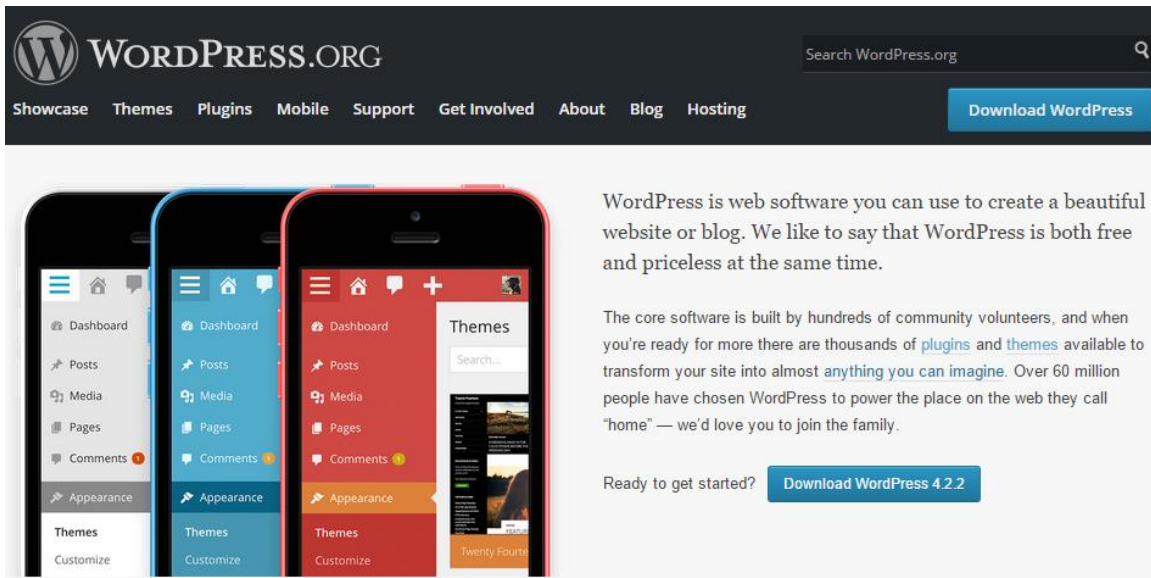 WORDPRESS.ORG
Search WordPress.org
Showcase Themes Plugins Mobile Support Get Involved About Blog Hosting
Download WordPress
WordPress is web software you can use to create a beautiful
website or blog. We like to say that WordPress is both free
and priceless at the same time.
The core software is built by hundreds of community volunteers, and when
you’re ready for more there are thousands of plugins and themes available to
transform your site into almost anything you can imagine. Over 60 million
people have chosen WordPress to power the place on the web they call
“home” — we’d love you to join the family.
Ready to get started? Download WordPress 4.2.2
Dashboard
Posts
Media
Pages
Comments 1
Appearance
Themes
Customize
Dashboard
Posts
Media
Pages
Comments
Appearance
Themes
Customize
Dashboard
Posts
Media
Pages
Comments 1
Appearance
Themes
Customize
Themes
Search...
Twenty Fourte